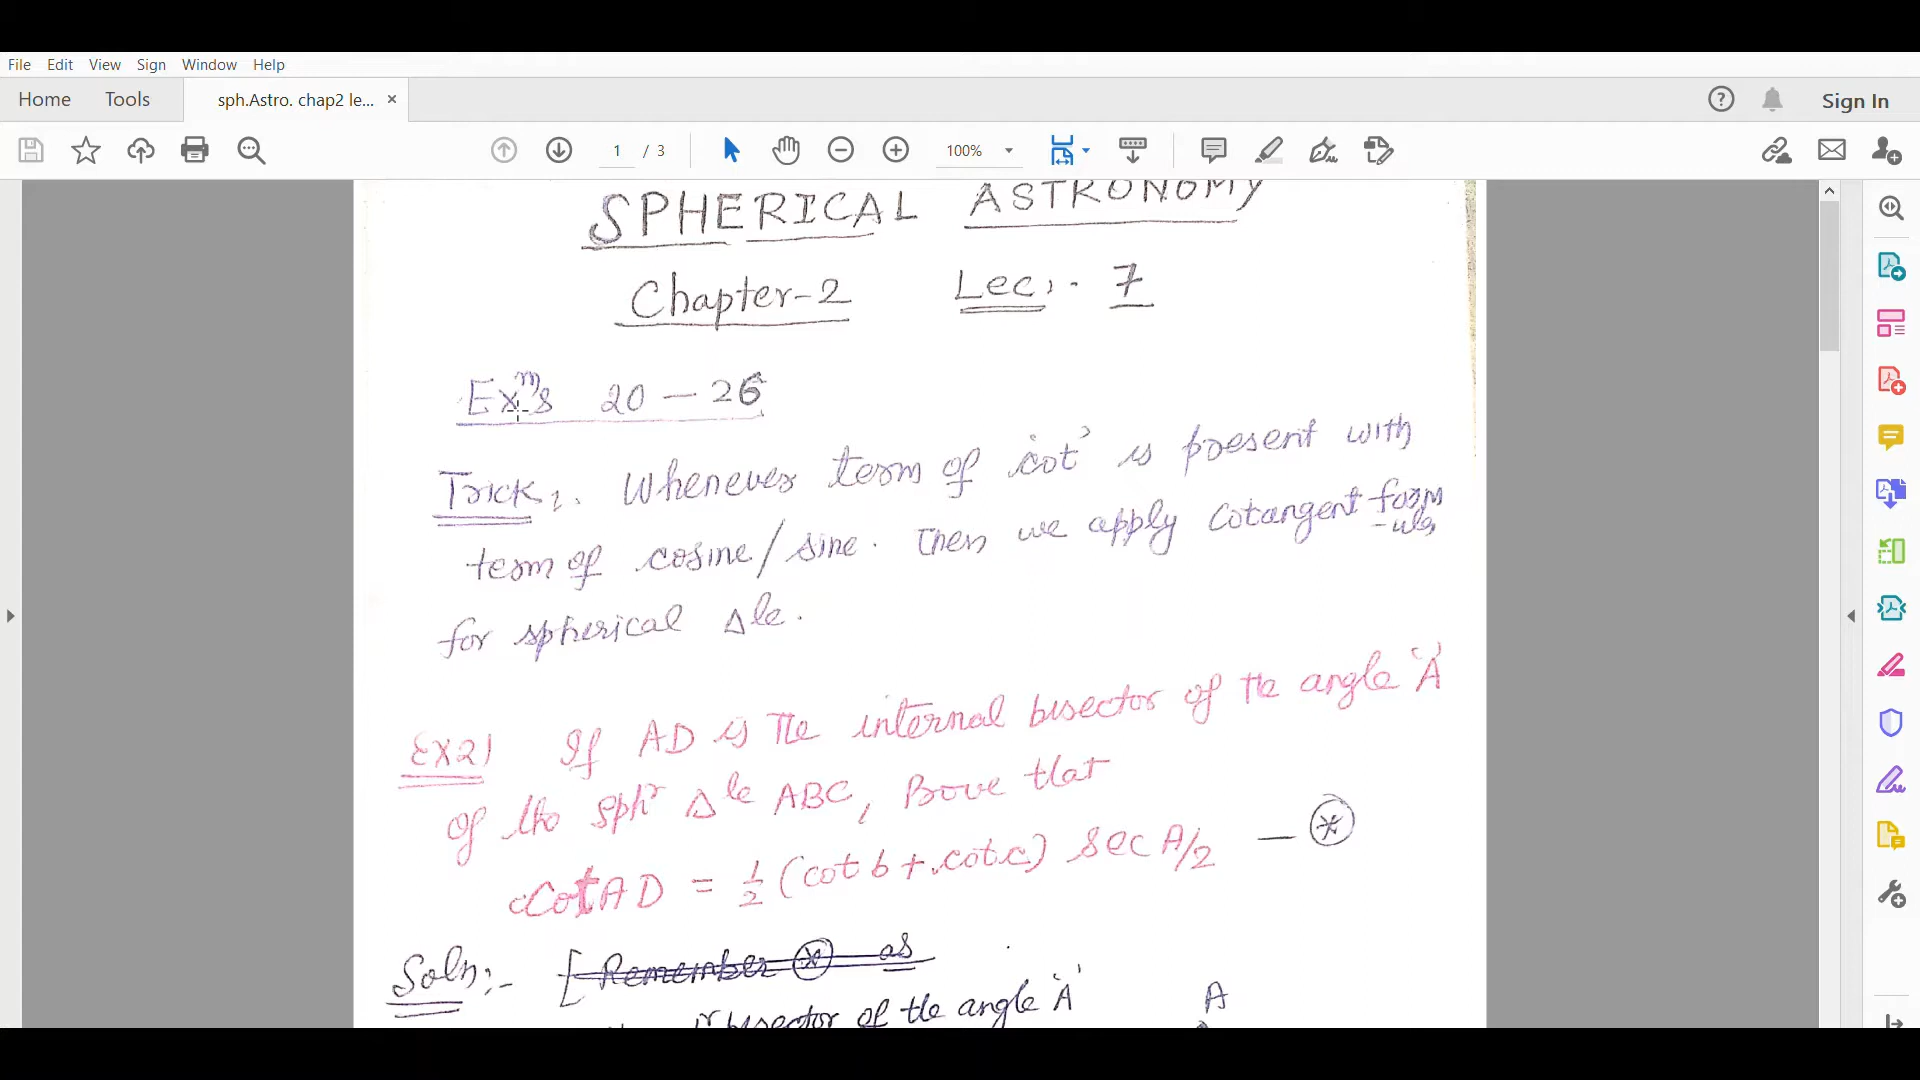 File Edit View Sign Window Help
Home Tools sph.Astro. chap2 le... × Sign In
1 / 3 100%
SPHERICAL ASTRONOMY
Chapter-2 Lec:. 7
Exms 20 — 26
Trick:. Whenever term of 'cot' is present with
term of cosine/sine. Then we apply Cotangent form
-ula
for spherical Δle.
EX21 If AD is the internal bisector of the angle 'A'
of the sphr Δle ABC, Prove that
Cot AD = 1/2 (cot b + cot c) sec A/2 — ⊛
Soln:- [Remember ⊛ as
bisector of the angle 'A'
A